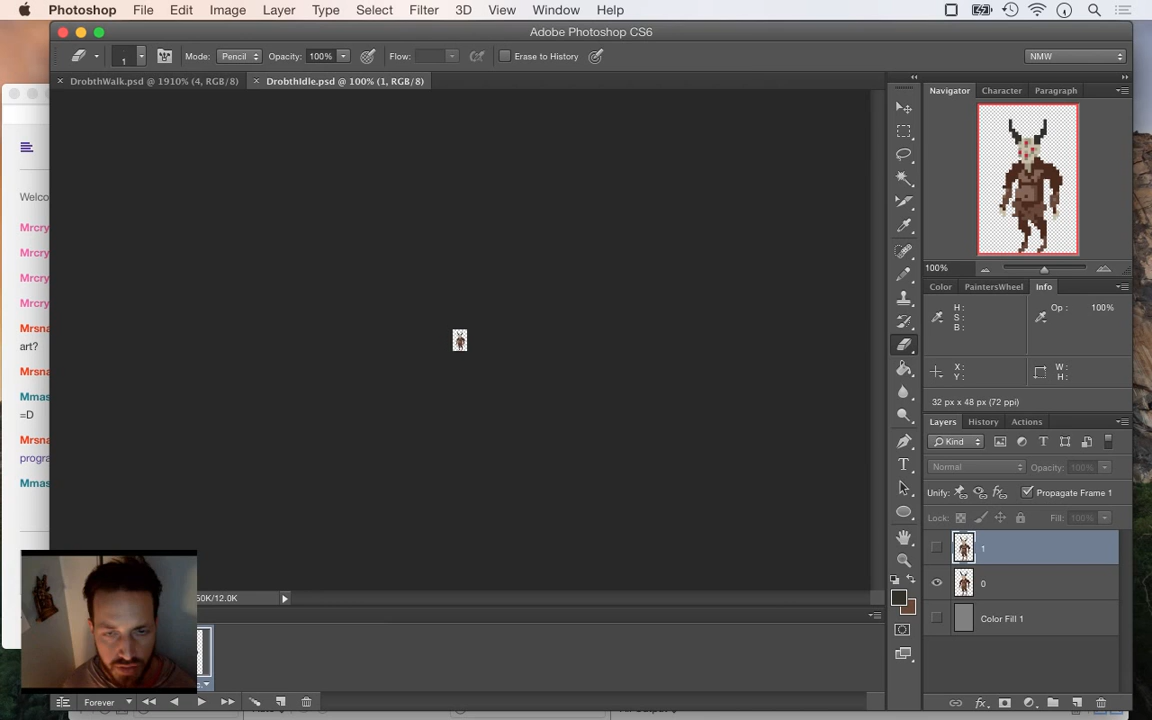 Photoshop File Edit Image Layer Type Select Filter 3D View Window Help
Adobe Photoshop CS6
1 Mode: Pencil Opacity: 100% Flow: Erase to History NMW
DrobthWalk.psd @ 1910% (4, RGB/8) DrobthIdle.psd @ 100% (1, RGB/8)
Navigator Character Paragraph
100%
Color PaintersWheel Info
H:
S:
B:
Op: 100%
X:
Y:
W:
H:
32 px x 48 px (72 ppi)
Layers History Actions
Kind
Normal Opacity: 100%
Unify: Propagate Frame 1
Lock: Fill: 100%
1
0
Color Fill 1
Welco
Mrcry
Mrcry
Mrcry
Mrcry
Mrsna
art?
Mrsna
Mmas
=D
Mrsna
progra
Mmas
50K/12.0K
Forever